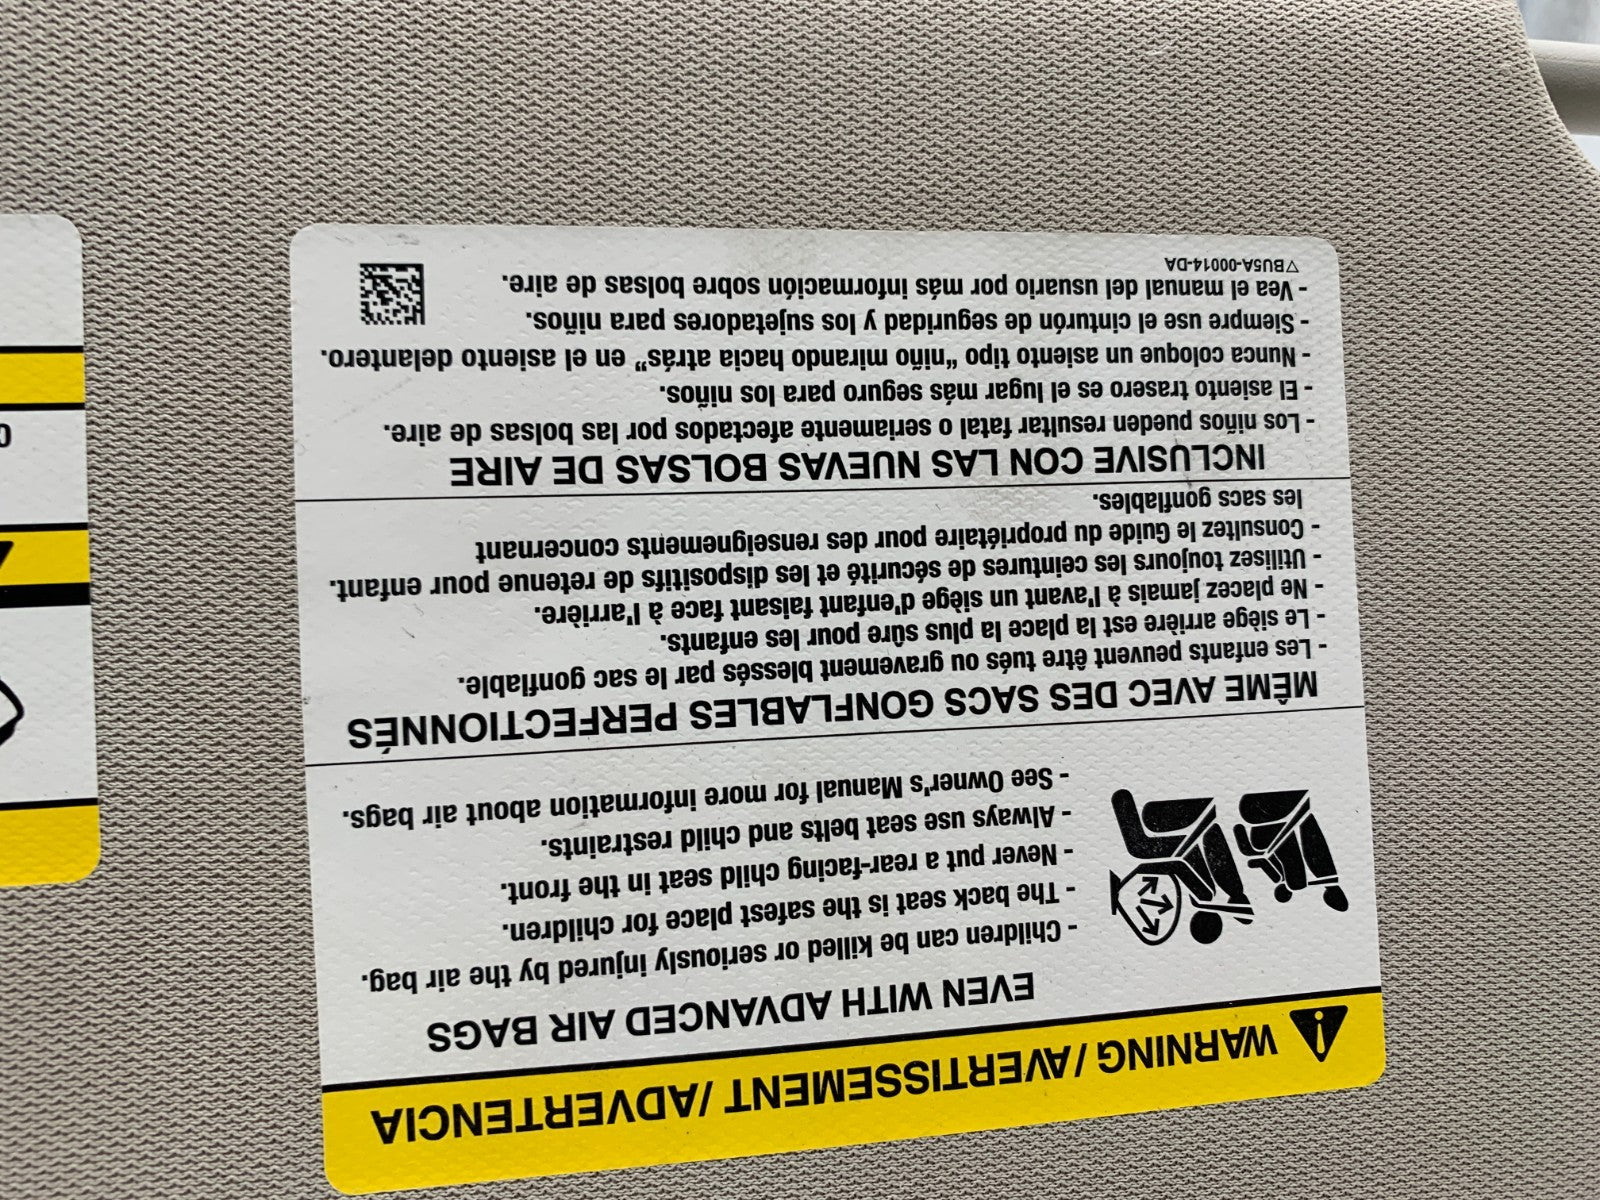 WARNING / AVERTISSEMENT / ADVERTENCIA
EVEN WITH ADVANCED AIR BAGS
- Children can be killed or seriously injured by the air bag.
- The back seat is the safest place for children.
- Never put a rear-facing child seat in the front.
- Always use seat belts and child restraints.
- See Owner's Manual for more information about air bags.
MÊME AVEC DES SACS GONFLABLES PERFECTIONNÉS
- Les enfants peuvent être tués ou gravement blessés par le sac gonflable.
- Le siège arrière est la place la plus sûre pour les enfants.
- Ne placez jamais à l'avant un siège d'enfant faisant face à l'arrière.
- Utilisez toujours les ceintures de sécurité et les dispositifs de retenue pour enfant.
- Consultez le Guide du propriétaire pour des renseignements concernant
les sacs gonflables.
INCLUSIVE CON LAS NUEVAS BOLSAS DE AIRE
- Los niños pueden resultar fatal o seriamente afectados por las bolsas de aire.
- El asiento trasero es el lugar más seguro para los niños.
- Nunca coloque un asiento tipo "niño mirando hacia atrás" en el asiento delantero.
- Siempre use el cinturón de seguridad y los sujetadores para niños.
- Vea el manual del usuario por más información sobre bolsas de aire.
▽BU5A-00014-DA